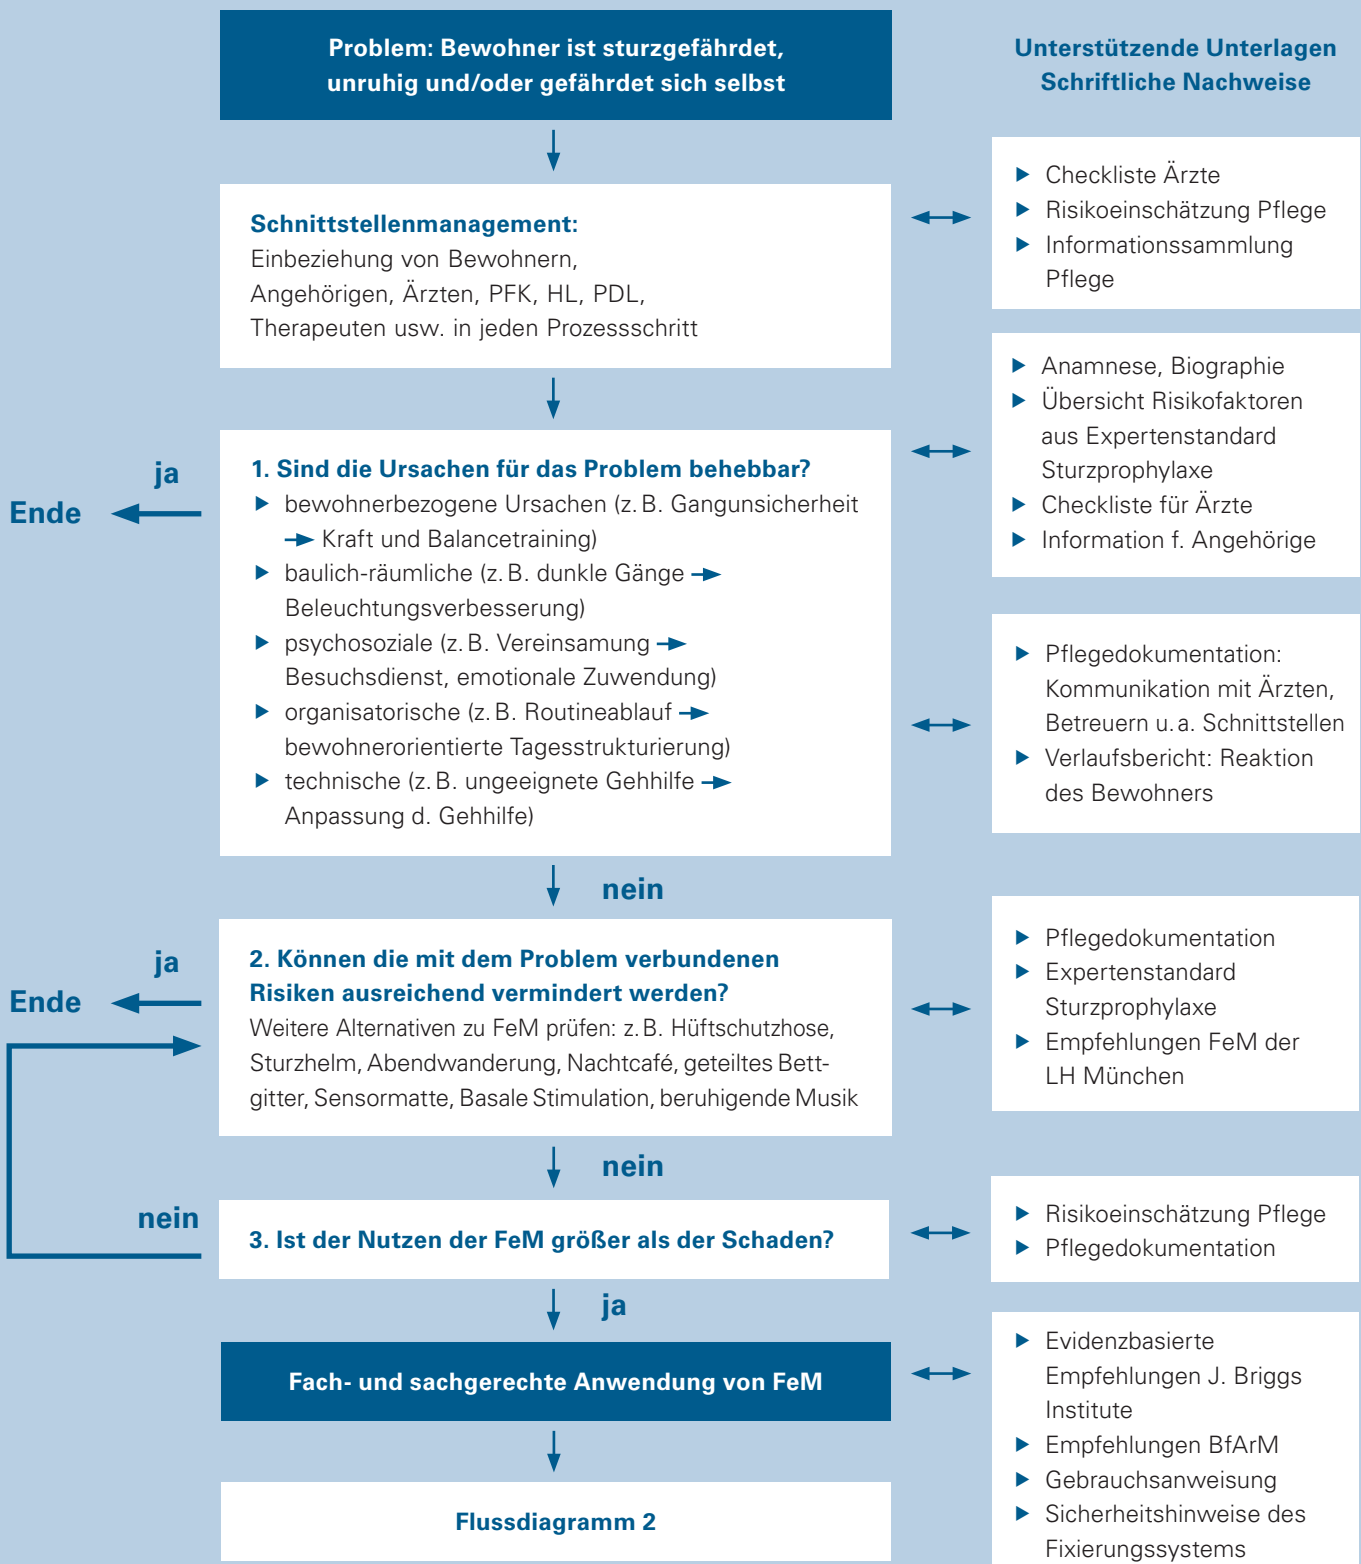 Problem: Bewohner ist sturzgefährdet,
unruhig und/oder gefährdet sich selbst
Unterstützende Unterlagen
Schriftliche Nachweise
Schnittstellenmanagement:
Einbeziehung von Bewohnern,
Angehörigen, Ärzten, PFK, HL, PDL,
Therapeuten usw. in jeden Prozessschritt
▶ Checkliste Ärzte
▶ Risikoeinschätzung Pflege
▶ Informationssammlung
Pflege
ja
Ende
1. Sind die Ursachen für das Problem behebbar?
▶ bewohnerbezogene Ursachen (z. B. Gangunsicherheit
→ Kraft und Balancetraining)
▶ baulich-räumliche (z. B. dunkle Gänge →
Beleuchtungsverbesserung)
▶ psychosoziale (z. B. Vereinsamung →
Besuchsdienst, emotionale Zuwendung)
▶ organisatorische (z. B. Routineablauf →
bewohnerorientierte Tagesstrukturierung)
▶ technische (z. B. ungeeignete Gehhilfe →
Anpassung d. Gehhilfe)
▶ Anamnese, Biographie
▶ Übersicht Risikofaktoren
aus Expertenstandard
Sturzprophylaxe
▶ Checkliste für Ärzte
▶ Information f. Angehörige
▶ Pflegedokumentation:
Kommunikation mit Ärzten,
Betreuern u. a. Schnittstellen
▶ Verlaufsbericht: Reaktion
des Bewohners
nein
ja
Ende
2. Können die mit dem Problem verbundenen
Risiken ausreichend vermindert werden?
Weitere Alternativen zu FeM prüfen: z. B. Hüftschutzhose,
Sturzhelm, Abendwanderung, Nachtcafé, geteiltes Bett-
gitter, Sensormatte, Basale Stimulation, beruhigende Musik
▶ Pflegedokumentation
▶ Expertenstandard
Sturzprophylaxe
▶ Empfehlungen FeM der
LH München
nein
nein
3. Ist der Nutzen der FeM größer als der Schaden?
▶ Risikoeinschätzung Pflege
▶ Pflegedokumentation
ja
Fach- und sachgerechte Anwendung von FeM
▶ Evidenzbasierte
Empfehlungen J. Briggs
Institute
▶ Empfehlungen BfArM
▶ Gebrauchsanweisung
▶ Sicherheitshinweise des
Fixierungssystems
Flussdiagramm 2